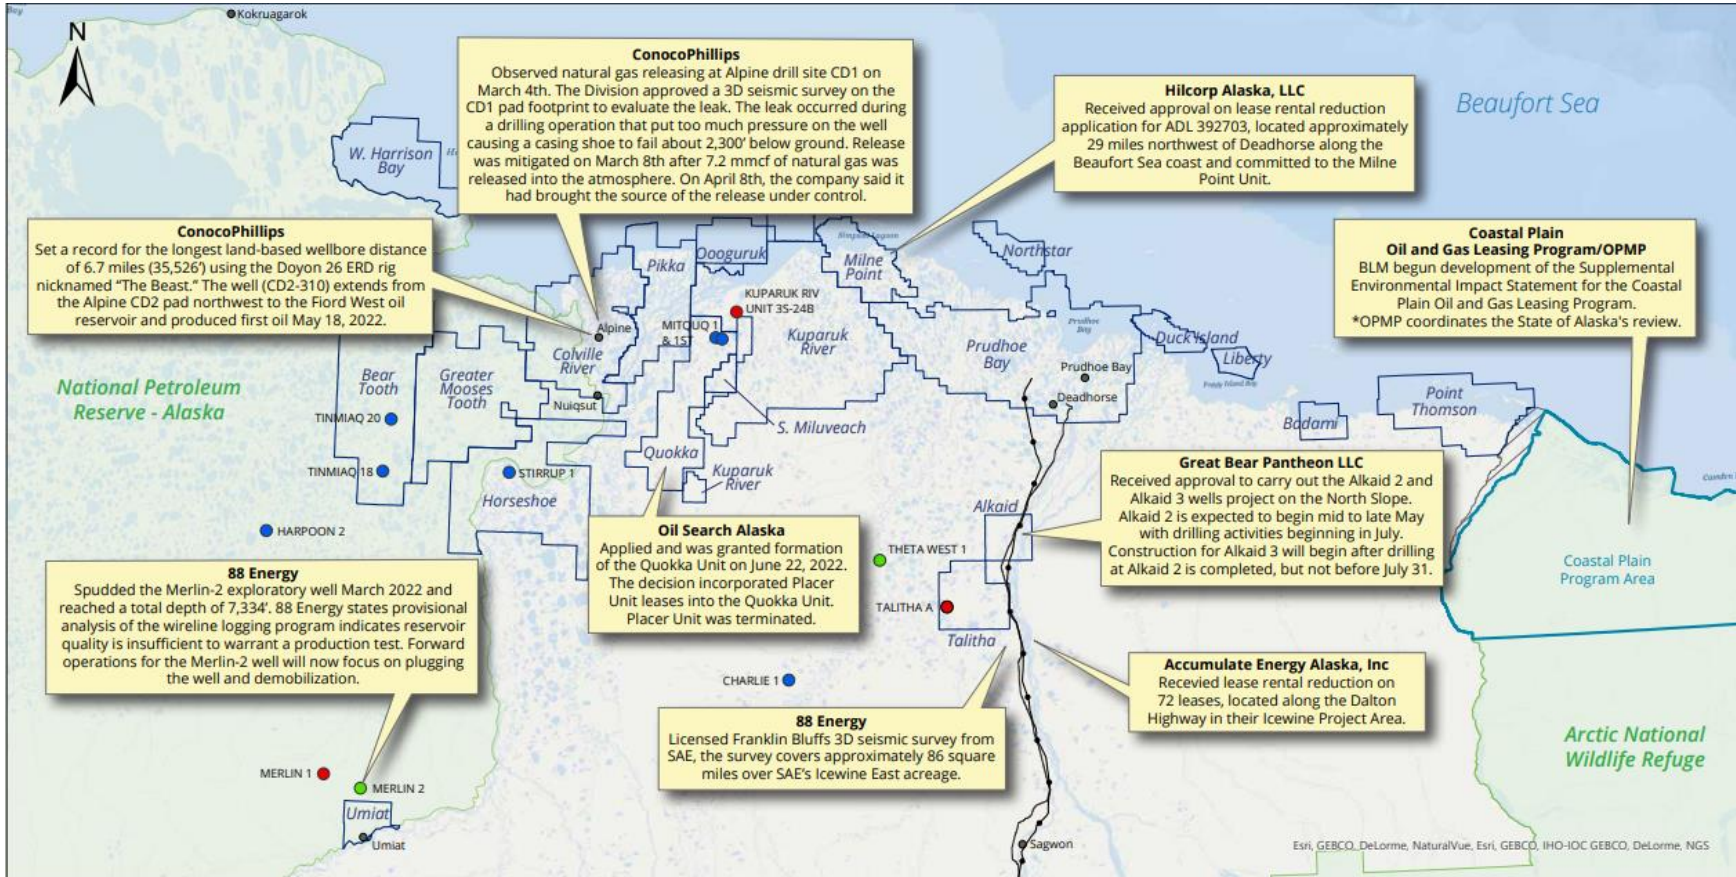 Bay
Kokruagarok
N
ConocoPhillips
Observed natural gas releasing at Alpine drill site CD1 on
March 4th. The Division approved a 3D seismic survey on the
CD1 pad footprint to evaluate the leak. The leak occurred during
a drilling operation that put too much pressure on the well
causing a casing shoe to fail about 2,300' below ground. Release
was mitigated on March 8th after 7.2 mmcf of natural gas was
released into the atmosphere. On April 8th, the company said it
had brought the source of the release under control.
Hilcorp Alaska, LLC
Received approval on lease rental reduction
application for ADL 392703, located approximately
29 miles northwest of Deadhorse along the
Beaufort Sea coast and committed to the Milne
Point Unit.
Beaufort Sea
W. Harrison
Bay
ConocoPhillips
Set a record for the longest land-based wellbore distance
of 6.7 miles (35,526') using the Doyon 26 ERD rig
nicknamed “The Beast.” The well (CD2-310) extends from
the Alpine CD2 pad northwest to the Fiord West oil
reservoir and produced first oil May 18, 2022.
Coastal Plain
Oil and Gas Leasing Program/OPMP
BLM begun development of the Supplemental
Environmental Impact Statement for the Coastal
Plain Oil and Gas Leasing Program.
*OPMP coordinates the State of Alaska's review.
Pikka
Oooguruk
Simpson Lagoon
Milne
Point
Northstar
KUPARUK RIV
UNIT 3S-24B
Alpine
MITQUQ 1
& 1ST
Colville
River
Kuparuk
River
Prudhoe
Bay
Prudhoe
Bay
Prudhoe Bay
Deadhorse
Duck Island
Liberty
Foggy Island Bay
Point
Thomson
Badami
National Petroleum
Reserve - Alaska
Bear
Tooth
Greater
Mooses
Tooth
Nuiqsut
TINMIAQ 20
TINMIAQ 18
STIRRUP 1
Horseshoe
HARPOON 2
S. Miluveach
Quokka
Kuparuk
River
Alkaid
Great Bear Pantheon LLC
Received approval to carry out the Alkaid 2 and
Alkaid 3 wells project on the North Slope.
Alkaid 2 is expected to begin mid to late May
with drilling activities beginning in July.
Construction for Alkaid 3 will begin after drilling
at Alkaid 2 is completed, but not before July 31.
Camden
Coastal Plain
Program Area
Oil Search Alaska
Applied and was granted formation
of the Quokka Unit on June 22, 2022.
The decision incorporated Placer
Unit leases into the Quokka Unit.
Placer Unit was terminated.
THETA WEST 1
TALITHA A
Talitha
88 Energy
Spudded the Merlin-2 exploratory well March 2022 and
reached a total depth of 7,334'. 88 Energy states provisional
analysis of the wireline logging program indicates reservoir
quality is insufficient to warrant a production test. Forward
operations for the Merlin-2 well will now focus on plugging
the well and demobilization.
CHARLIE 1
Accumulate Energy Alaska, Inc
Recevied lease rental reduction on
72 leases, located along the Dalton
Highway in their Icewine Project Area.
88 Energy
Licensed Franklin Bluffs 3D seismic survey from
SAE, the survey covers approximately 86 square
miles over SAE's Icewine East acreage.
Arctic National
Wildlife Refuge
MERLIN 1
MERLIN 2
Umiat
Umiat
Sagwon
Esri, GEBCO, DeLorme, NaturalVue, Esri, GEBCO, IHO-IOC GEBCO, DeLorme, NGS